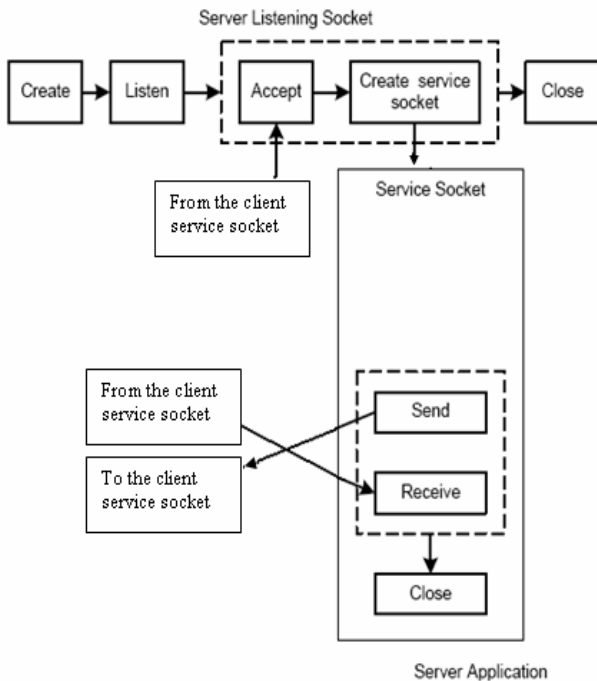 Server Listening Socket
Create
Listen
Accept
Create service
socket
Close
From the client
service socket
Service Socket
From the client
service socket
Send
To the client
service socket
Receive
Close
Server Application